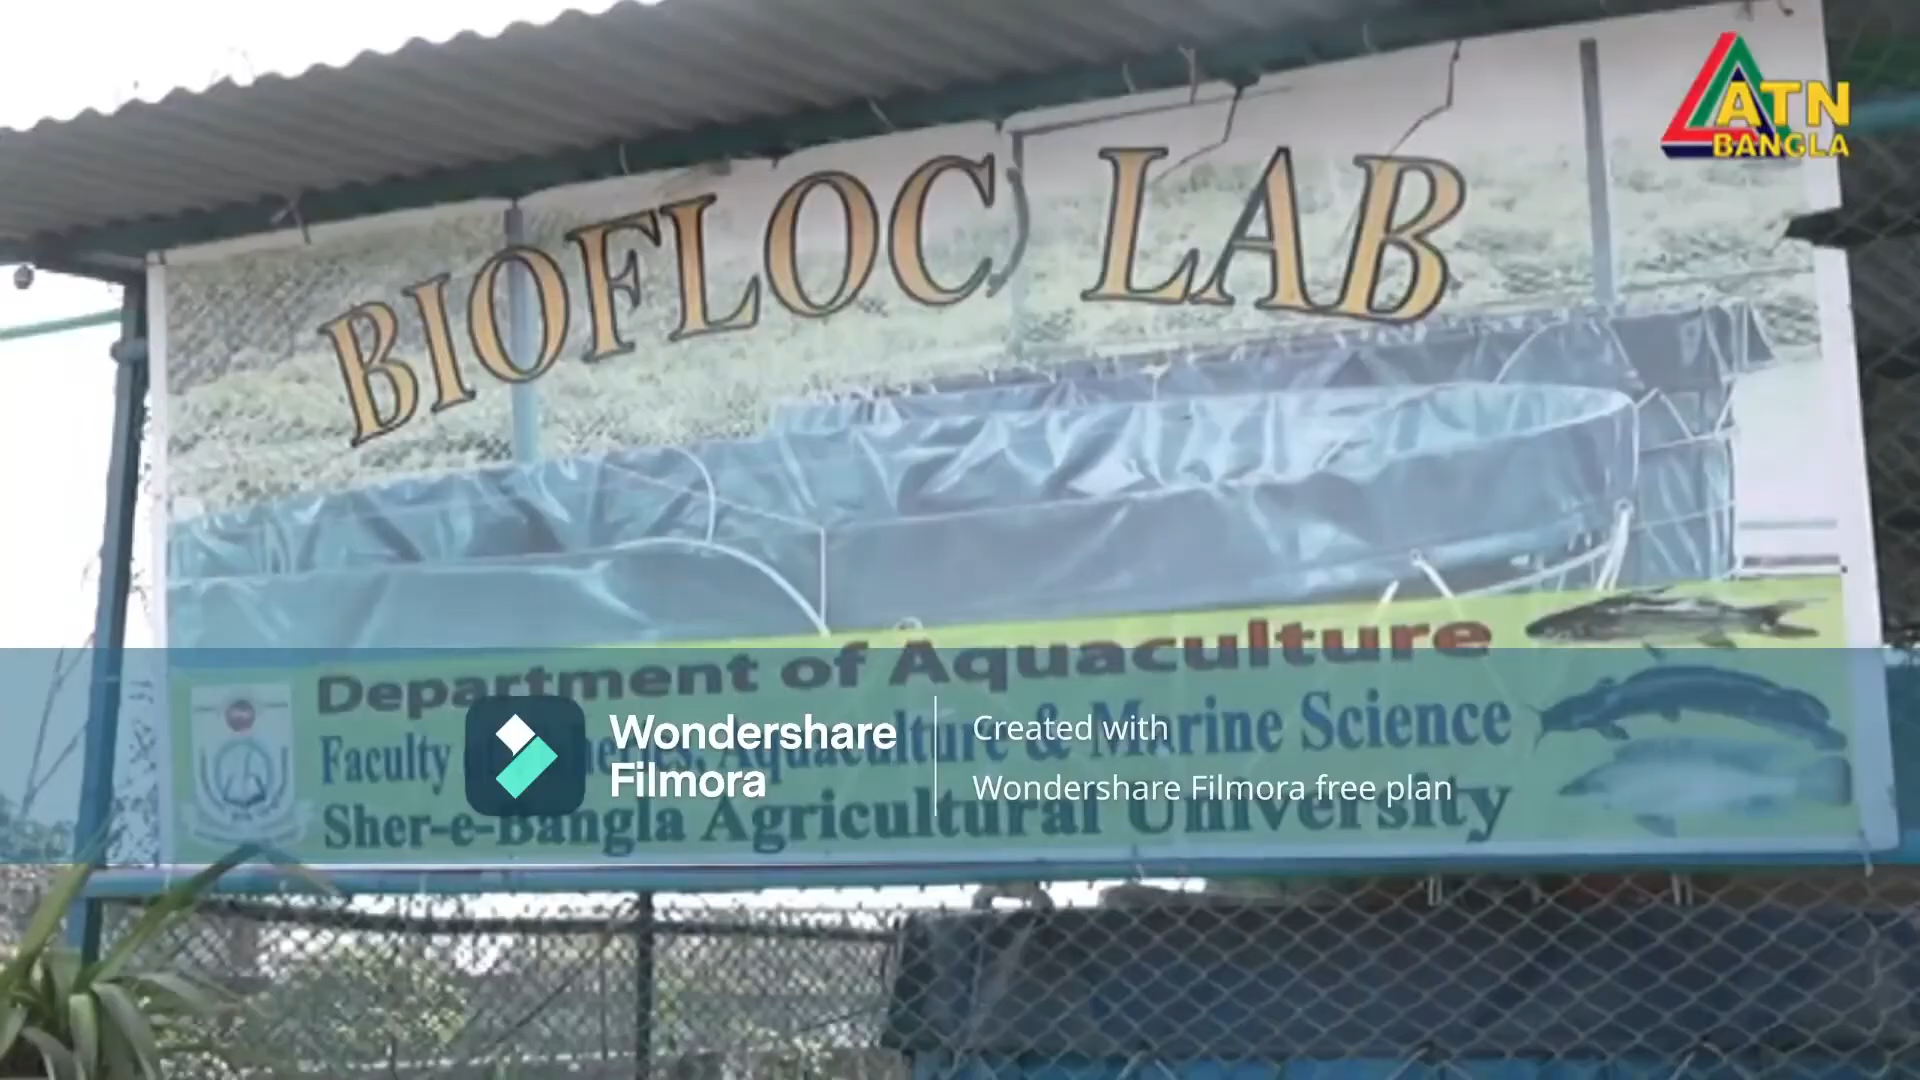 ATN
BANGLA
BIOFLOC LAB
Department of Aquaculture
Faculty Aquaculture & Marine Science
Sher-e-Bangla Agricultural University
Wondershare
Filmora
Created with
Wondershare Filmora free plan